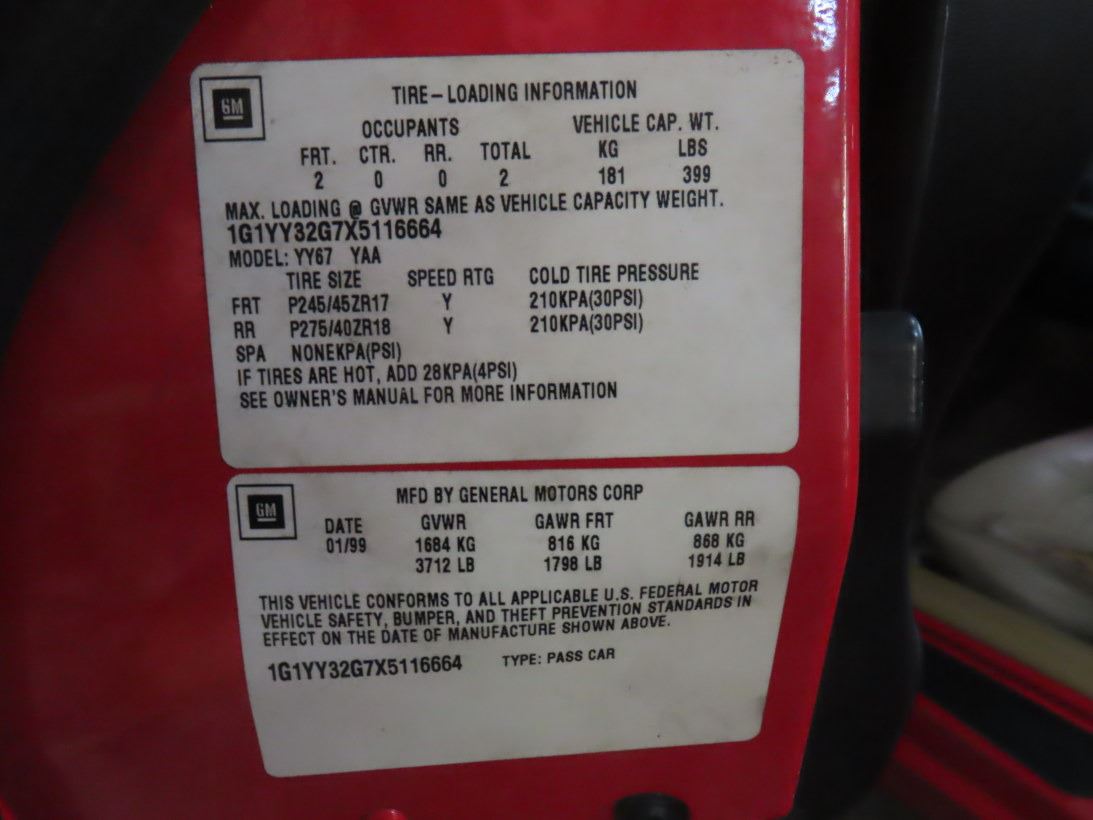 GM
TIRE-LOADING INFORMATION
OCCUPANTS VEHICLE CAP. WT.
FRT. CTR. RR. TOTAL KG LBS
2 0 0 2 181 399
MAX. LOADING @ GVWR SAME AS VEHICLE CAPACITY WEIGHT.
1G1YY32G7X5116664
MODEL: YY67 YAA
TIRE SIZE SPEED RTG COLD TIRE PRESSURE
FRT P245/45ZR17 Y 210KPA(30PSI)
RR P275/40ZR18 Y 210KPA(30PSI)
SPA NONEKPA(PSI)
IF TIRES ARE HOT, ADD 28KPA(4PSI)
SEE OWNER'S MANUAL FOR MORE INFORMATION
GM
MFD BY GENERAL MOTORS CORP
DATE GVWR GAWR FRT GAWR RR
01/99 1684 KG 816 KG 868 KG
3712 LB 1798 LB 1914 LB
THIS VEHICLE CONFORMS TO ALL APPLICABLE U.S. FEDERAL MOTOR
VEHICLE SAFETY, BUMPER, AND THEFT PREVENTION STANDARDS IN
EFFECT ON THE DATE OF MANUFACTURE SHOWN ABOVE.
1G1YY32G7X5116664 TYPE: PASS CAR